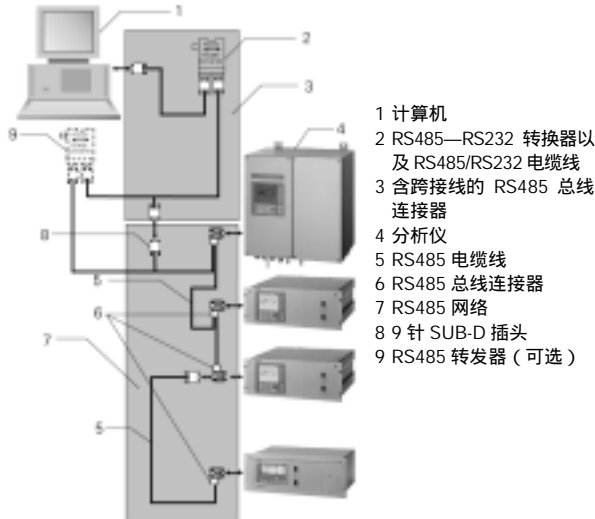 1
2
3
4
9
8
5
6
7
5
1 计算机
2 RS485—RS232 转换器以
及 RS485/RS232 电缆线
3 含跨接线的 RS485 总线
连接器
4 分析仪
5 RS485 电缆线
6 RS485 总线连接器
7 RS485 网络
8 9 针 SUB-D 插头
9 RS485 转发器（可选）